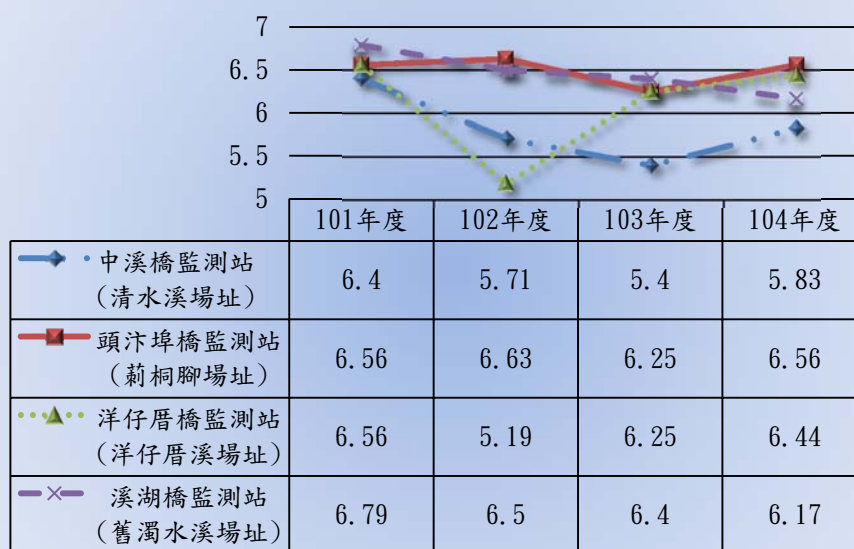 7
6.5
6
5.5
5
101年度 102年度 103年度 104年度
中溪橋監測站
(清水溪場址)
6.4 5.71 5.4 5.83
頭汴埠橋監測站
(莿桐腳場址)
6.56 6.63 6.25 6.56
洋仔厝橋監測站
(洋仔厝溪場址)
6.56 5.19 6.25 6.44
溪湖橋監測站
(舊濁水溪場址)
6.79 6.5 6.4 6.17